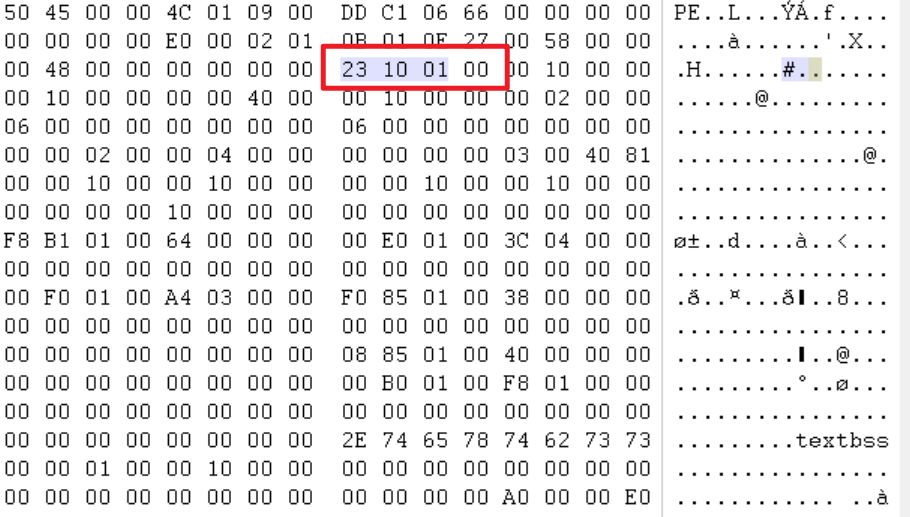 50 45 00 00 4C 01 09 00 DD C1 06 66 00 00 00 00 PE..L...ÝÁ.f....
00 00 00 00 E0 00 02 01 0B 01 0E 27 00 58 00 00 ....à......'.X..
00 48 00 00 00 00 00 00 23 10 01 00 00 10 00 00 .H......#.......
00 10 00 00 00 00 40 00 00 10 00 00 00 02 00 00 ......@.........
06 00 00 00 00 00 00 00 06 00 00 00 00 00 00 00 ................
00 00 02 00 00 04 00 00 00 00 00 00 03 00 40 81 ..............@.
00 00 10 00 00 10 00 00 00 00 10 00 00 10 00 00 ................
00 00 00 00 10 00 00 00 00 00 00 00 00 00 00 00 ................
F8 B1 01 00 64 00 00 00 00 E0 01 00 3C 04 00 00 ø±..d....à..<...
00 00 00 00 00 00 00 00 00 00 00 00 00 00 00 00 ................
00 F0 01 00 A4 03 00 00 F0 85 01 00 38 00 00 00 .ð..¤...ð▌..8...
00 00 00 00 00 00 00 00 00 00 00 00 00 00 00 00 ................
00 00 00 00 00 00 00 00 08 85 01 00 40 00 00 00 .........▌..@...
00 00 00 00 00 00 00 00 00 B0 01 00 F8 01 00 00 .........°..ø...
00 00 00 00 00 00 00 00 00 00 00 00 00 00 00 00 ................
00 00 00 00 00 00 00 00 2E 74 65 78 74 62 73 73 .........textbss
00 00 01 00 00 10 00 00 00 00 00 00 00 00 00 00 ................
00 00 00 00 00 00 00 00 00 00 00 00 A0 00 00 E0 ............ ..à